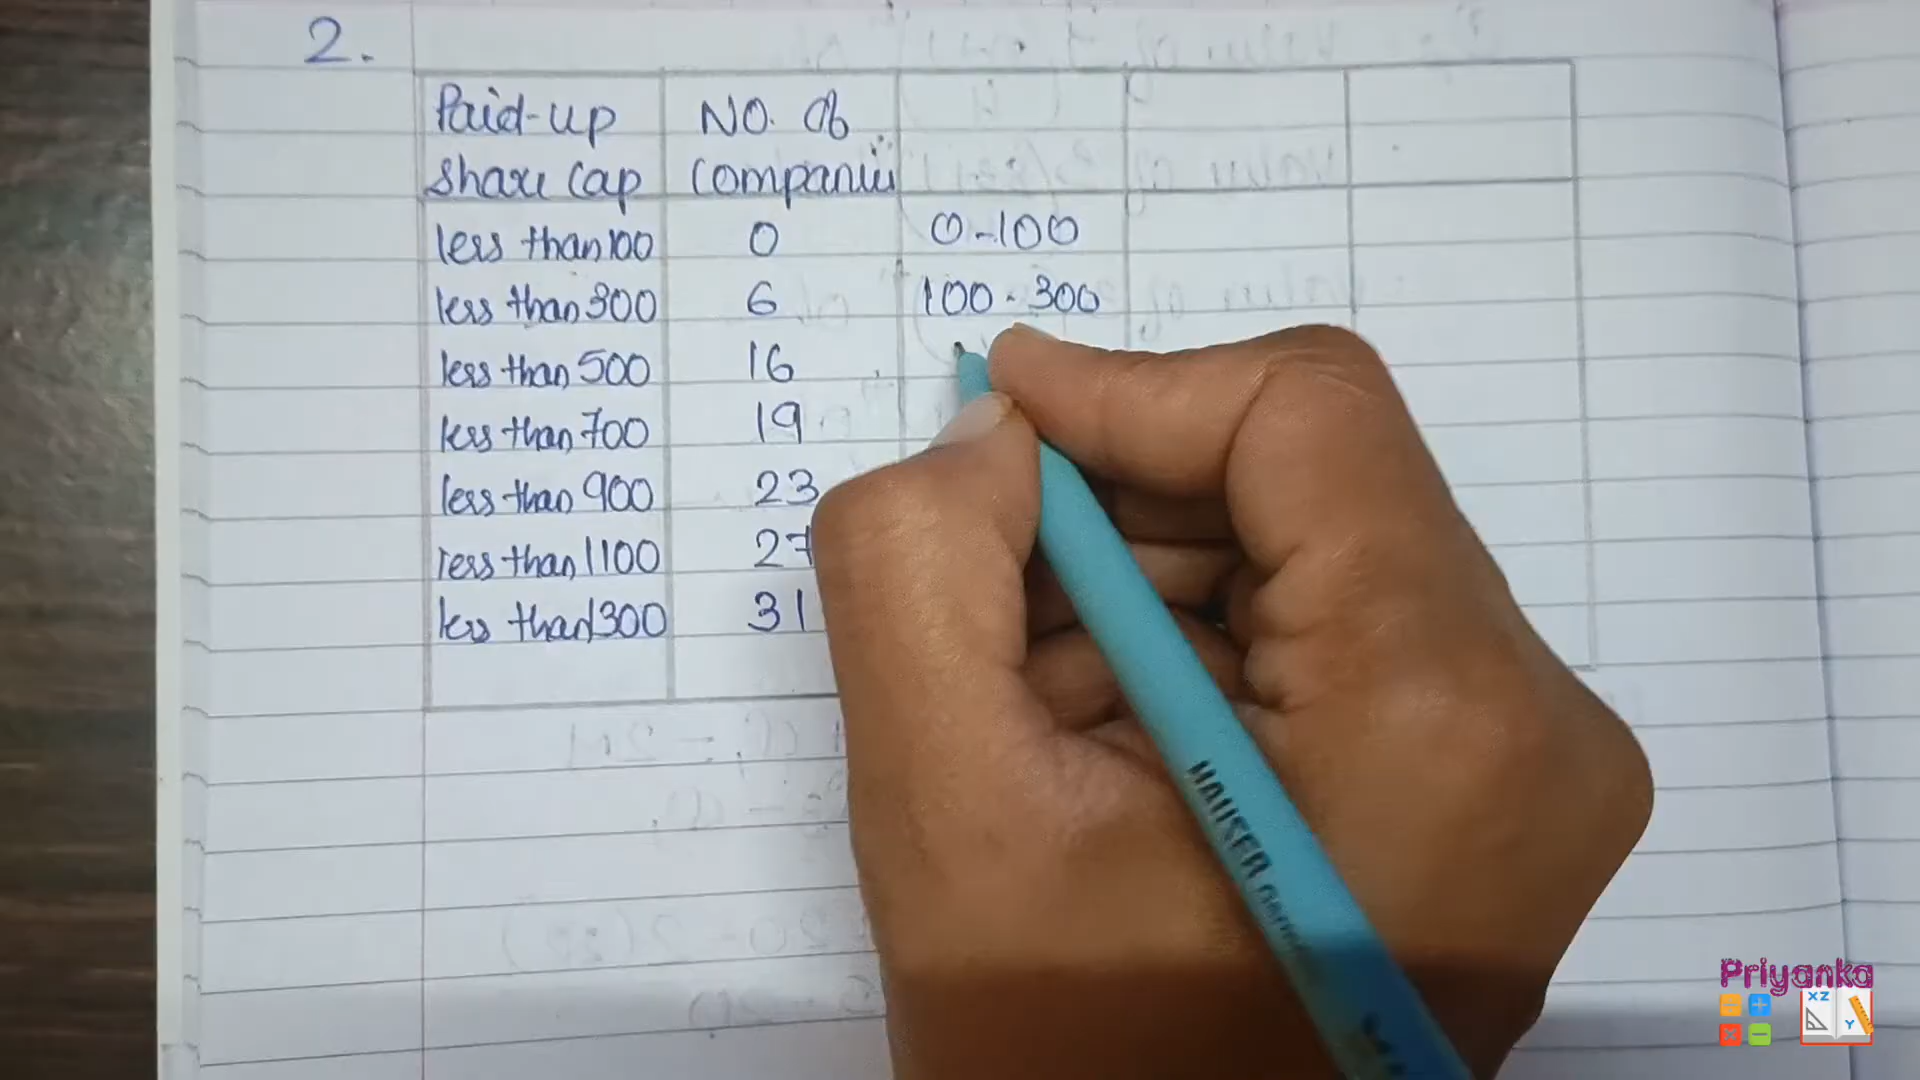 2.
Paid-up NO. of
Share Cap Companies
less than 100 0 0-100
less than 300 6 100-300
less than 500 16
less than 700 19
less than 900 23
less than 1100 27
less than 1300 31
HAUSER
Priyanka
XZ
Y